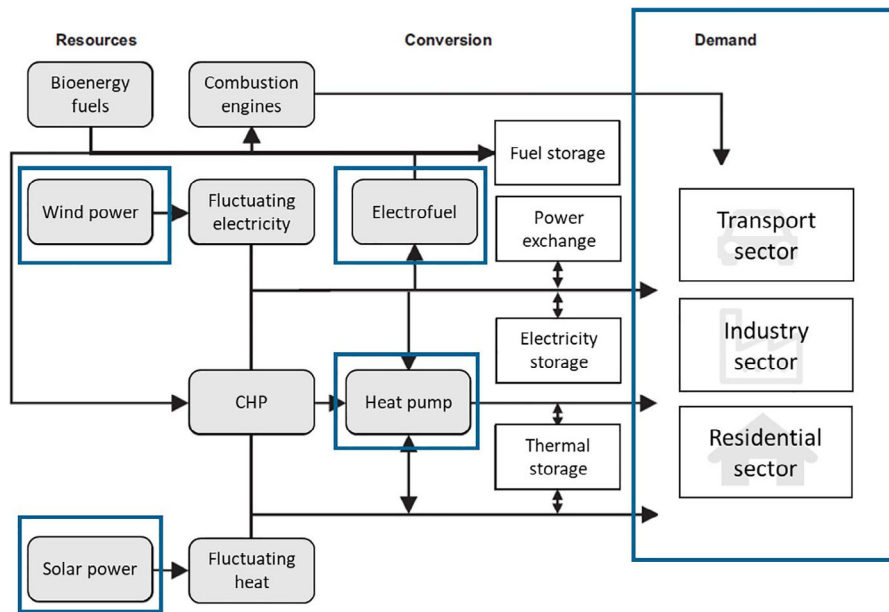 Resources
Conversion
Demand
Bioenergy
fuels
Combustion
engines
Fuel storage
Wind power
Fluctuating
electricity
Electrofuel
Power
exchange
Transport
sector
Electricity
storage
Industry
sector
CHP
Heat pump
Thermal
storage
Residential
sector
Solar power
Fluctuating
heat